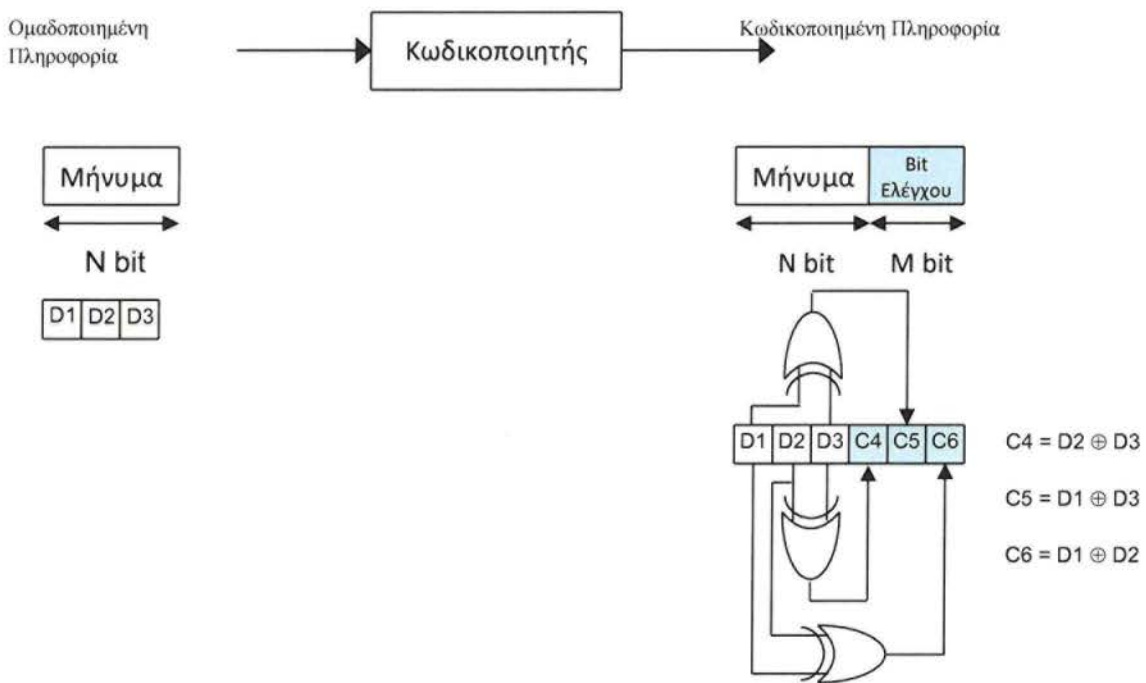 Ομαδοποιημένη
Πληροφορία
Κωδικοποιητής
Κωδικοποιημένη Πληροφορία
Μήνυμα
N bit
D1 D2 D3
Μήνυμα
Bit
Ελέγχου
N bit
M bit
D1 D2 D3 C4 C5 C6
C4 = D2 ⊕ D3
C5 = D1 ⊕ D3
C6 = D1 ⊕ D2